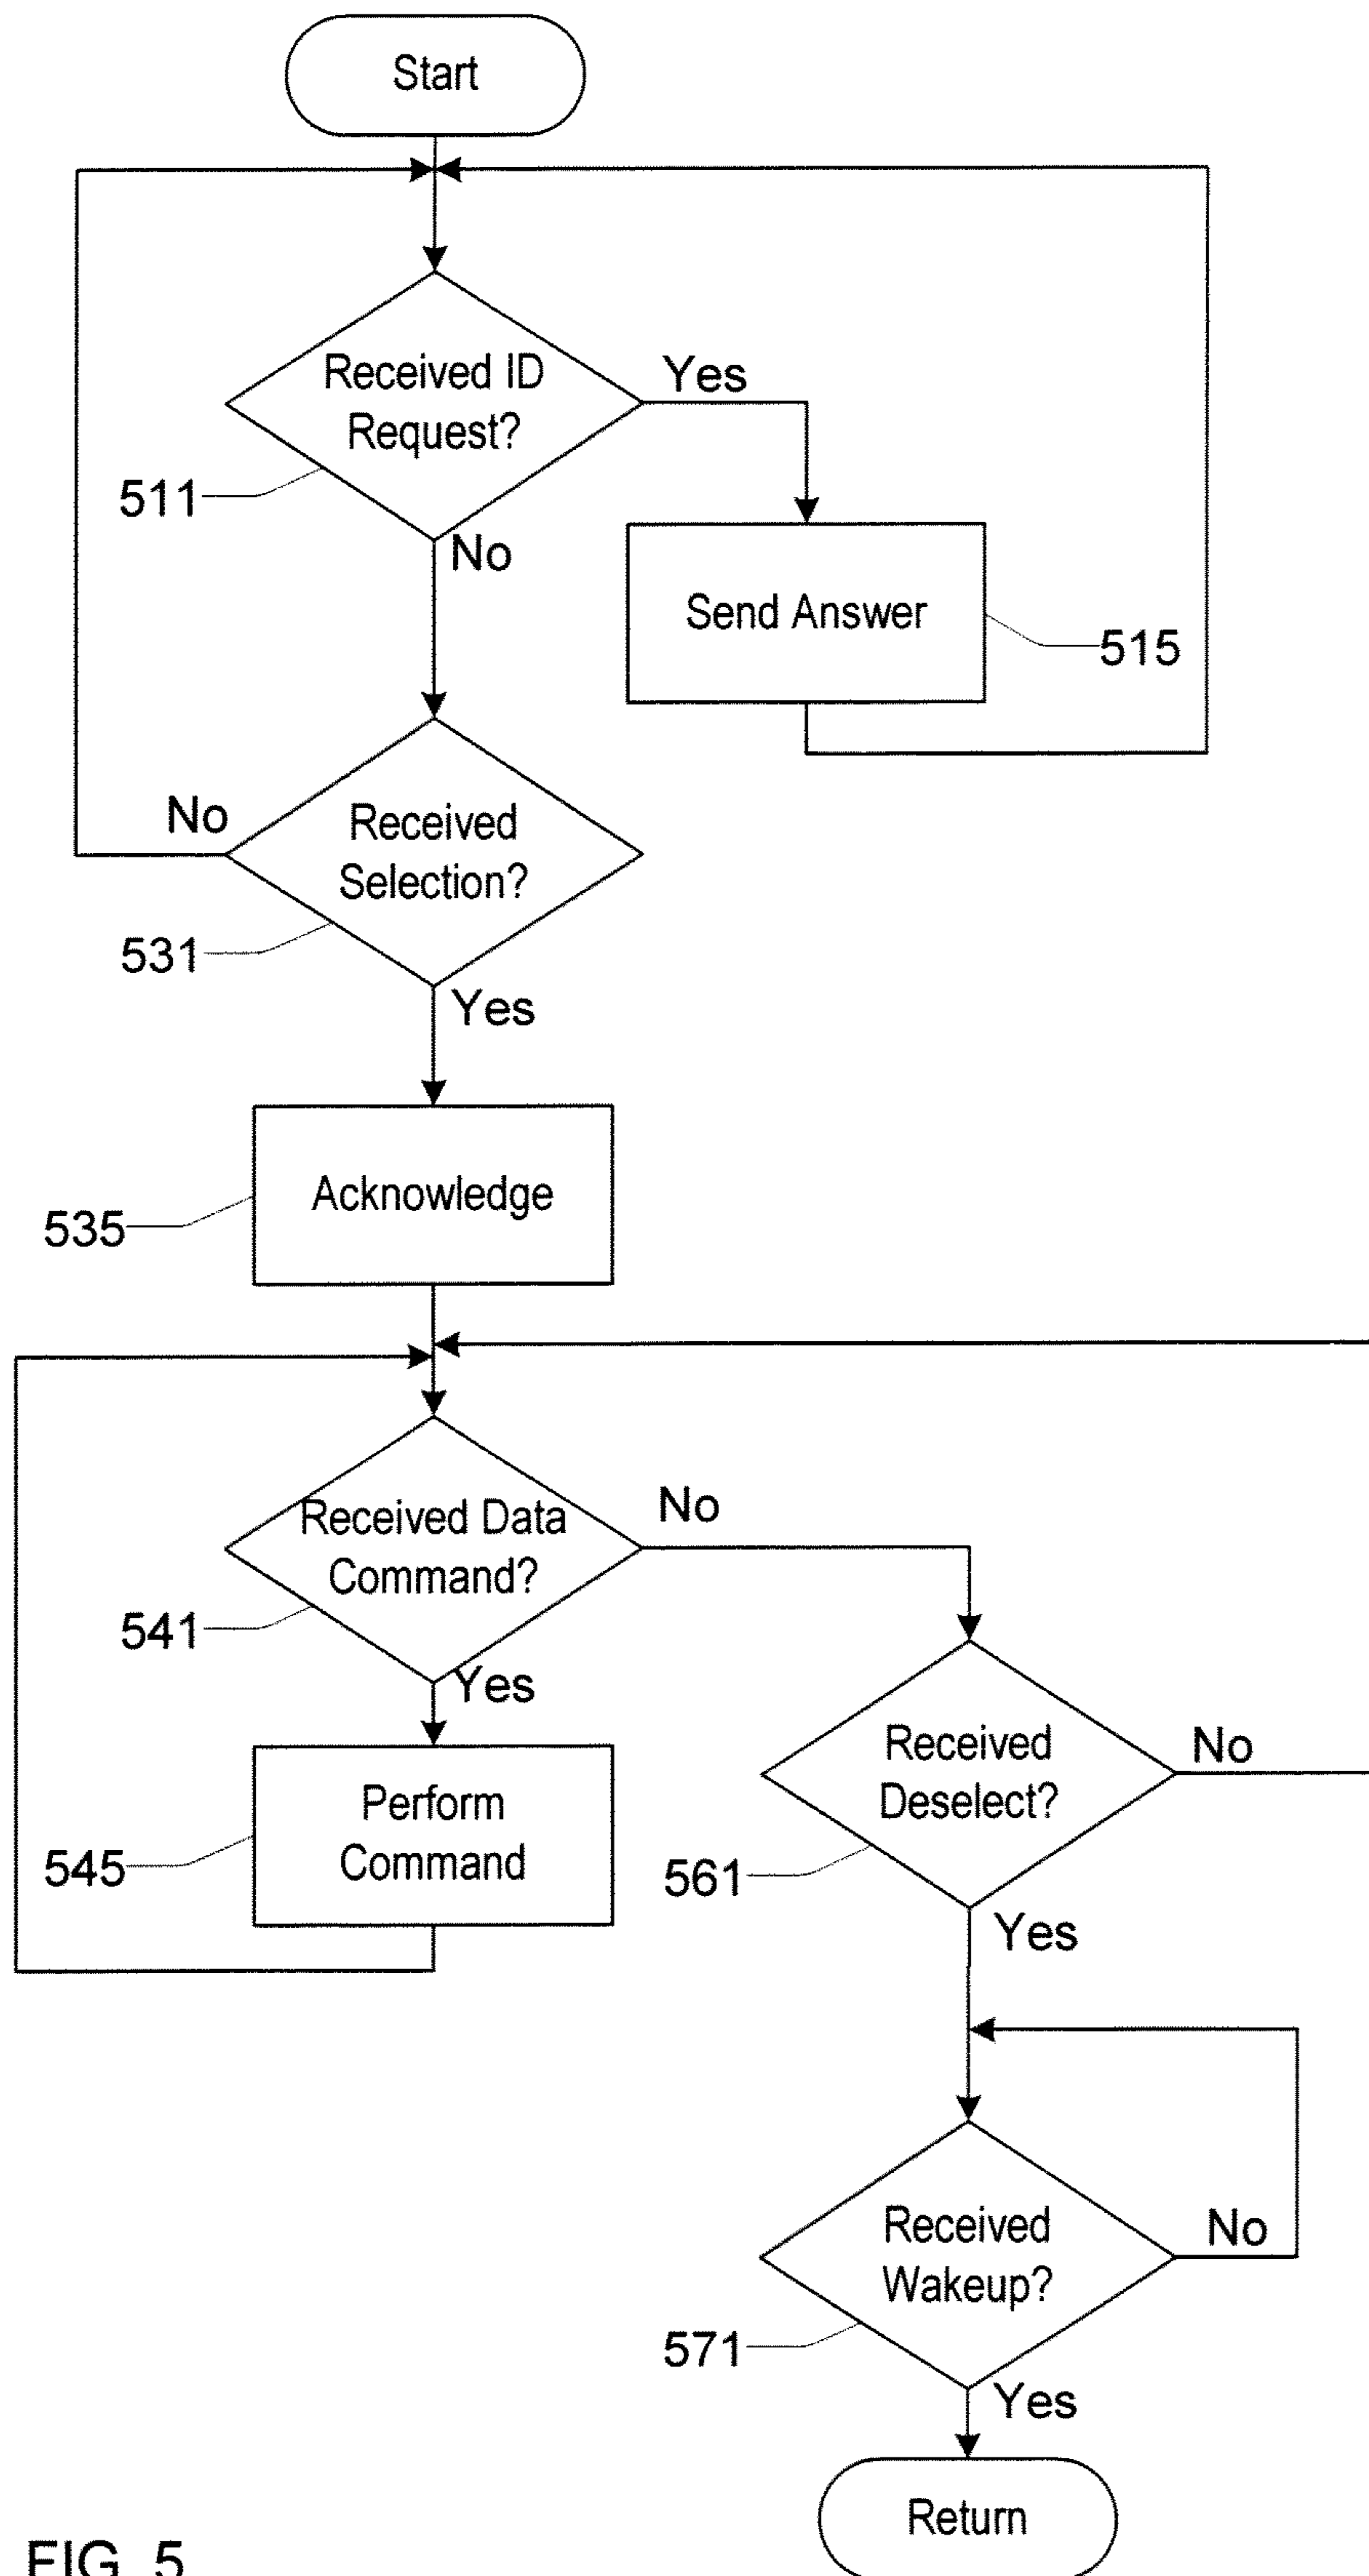 Start
Received ID
Request?
Yes
511
No
Send Answer
515
No
Received
Selection?
531
Yes
Acknowledge
535
Received Data
Command?
No
541
Yes
Perform
Command
545
Received
Deselect?
No
561
Yes
Received
Wakeup?
No
571
Yes
Return
FIG. 5